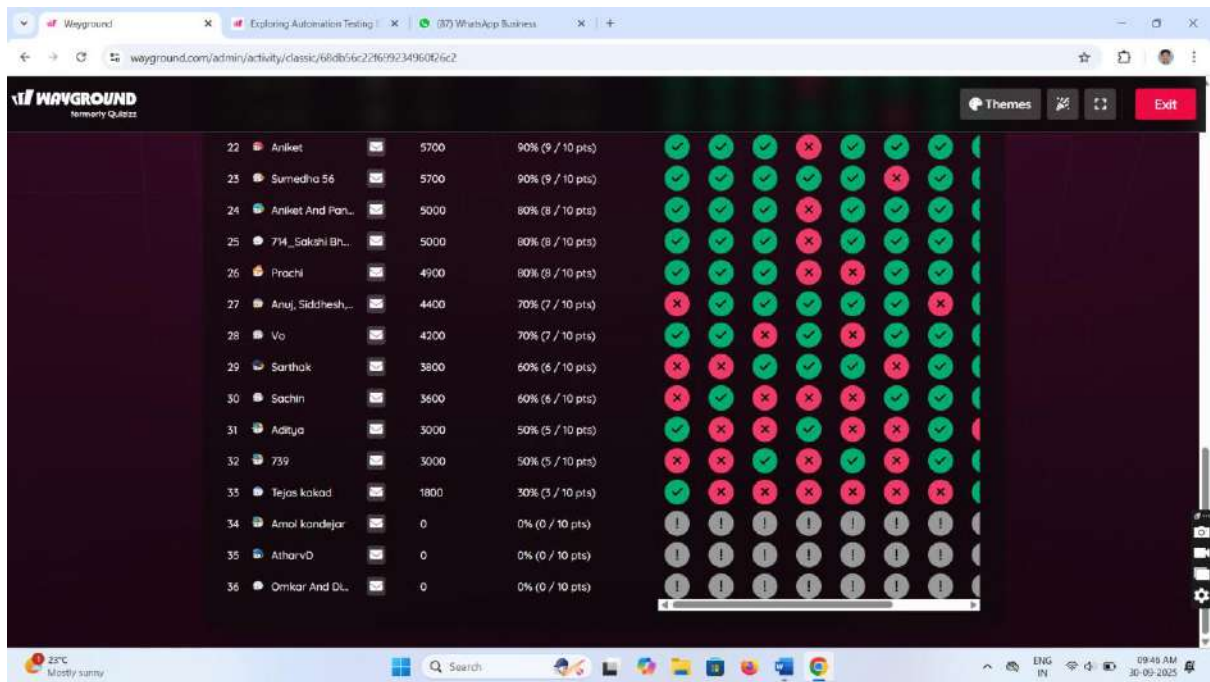 Wayground
Exploring Automation Testing
(87) WhatsApp Business
wayground.com/admin/activity/classic/68db56c22f699234960f26c2
WAYGROUND
formerly Quizizz
Themes
Exit
22 Aniket 5700 90% (9 / 10 pts)
23 Sumedha 56 5700 90% (9 / 10 pts)
24 Aniket And Pan... 5000 80% (8 / 10 pts)
25 714_Sakshi Bh... 5000 80% (8 / 10 pts)
26 Prachi 4900 80% (8 / 10 pts)
27 Anuj, Siddhesh,... 4400 70% (7 / 10 pts)
28 Vo 4200 70% (7 / 10 pts)
29 Sarthak 3800 60% (6 / 10 pts)
30 Sachin 3600 60% (6 / 10 pts)
31 Aditya 3000 50% (5 / 10 pts)
32 739 3000 50% (5 / 10 pts)
33 Tejas kakad 1800 30% (3 / 10 pts)
34 Amol kandejar 0 0% (0 / 10 pts)
35 AtharvD 0 0% (0 / 10 pts)
36 Omkar And Di... 0 0% (0 / 10 pts)
23°C
Mostly sunny
Search
ENG
IN
09:46 AM
30-09-2025